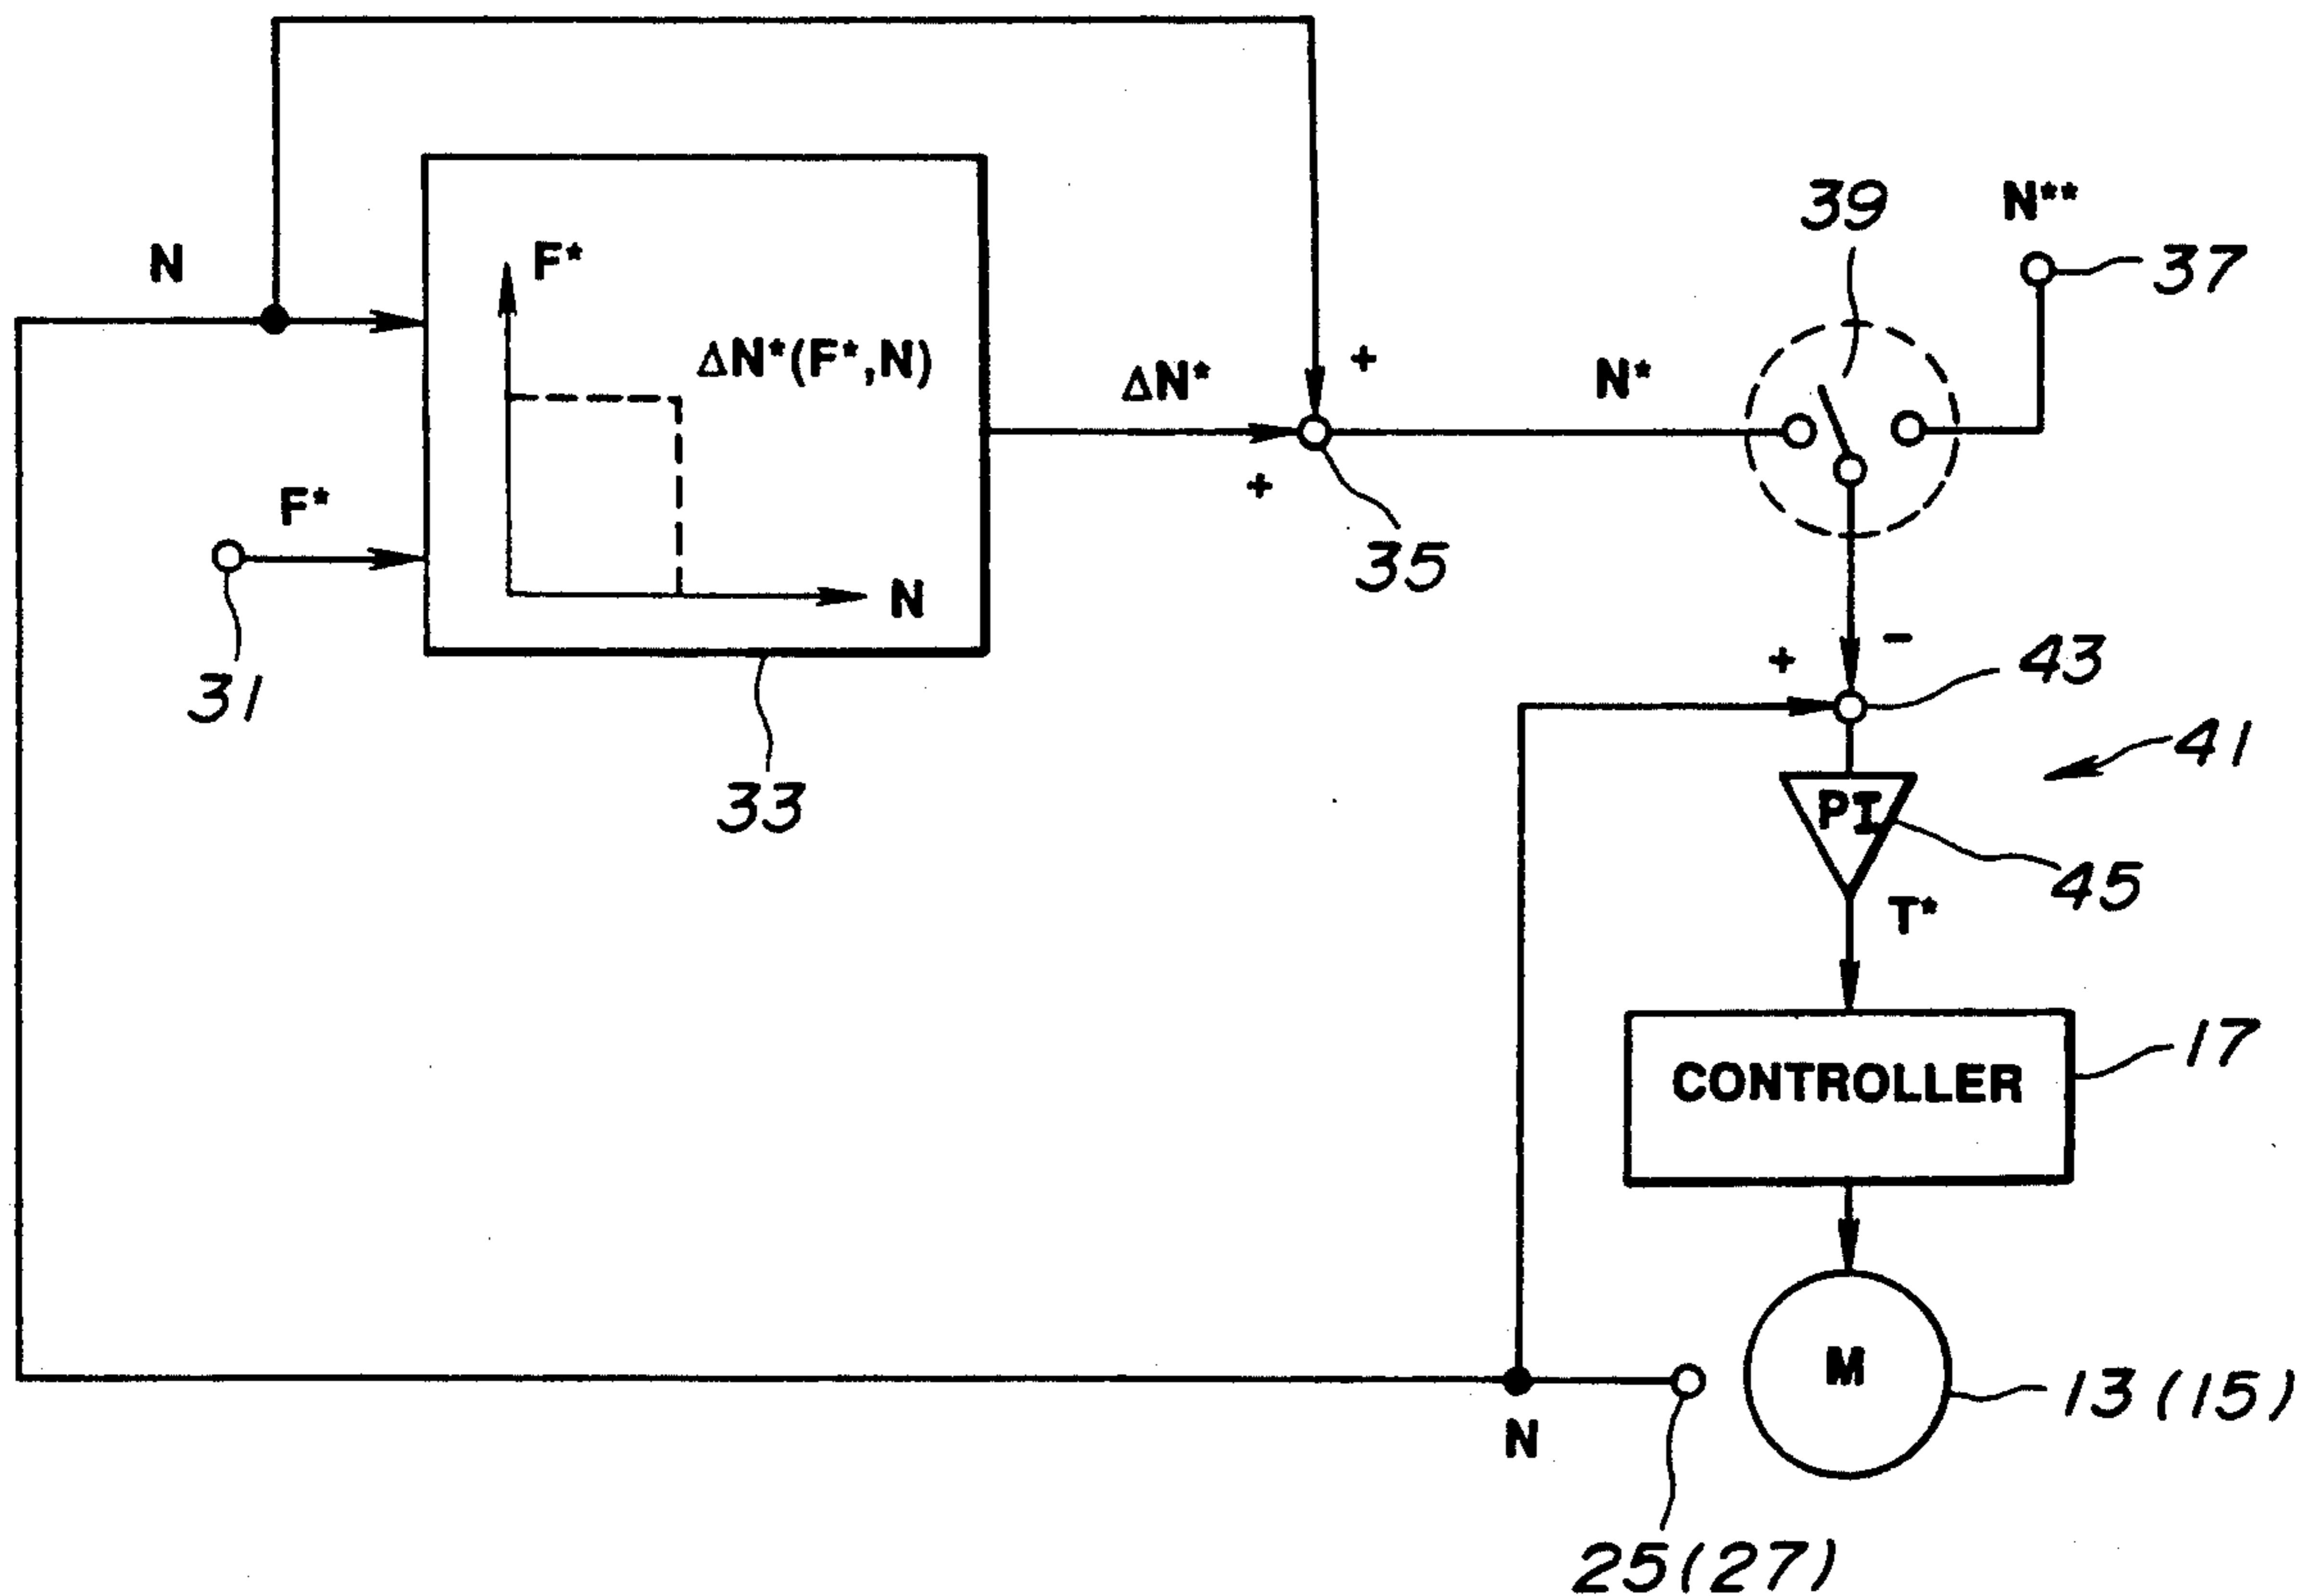 39
N**
37
N
F*
ΔN*(F*,N)
ΔN*
+
N*
F*
+
35
N
31
+
-
43
41
33
PI
45
T*
17
CONTROLLER
M
13(15)
N
25(27)